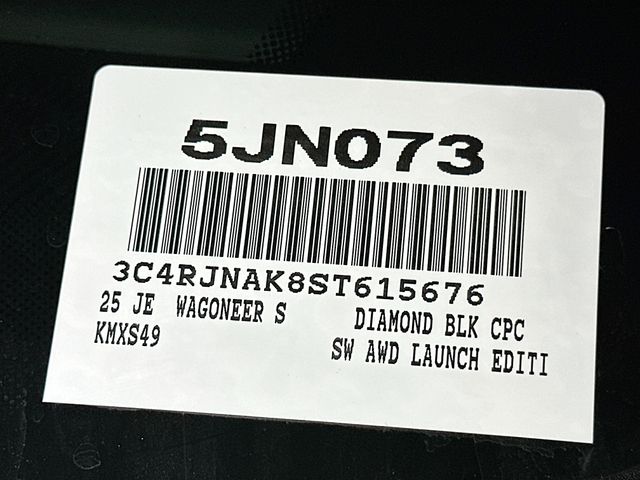 5JN073
3C4RJNAK8ST615676
25 JE WAGONEER S DIAMOND BLK CPC
KMXS49 SW AWD LAUNCH EDITI